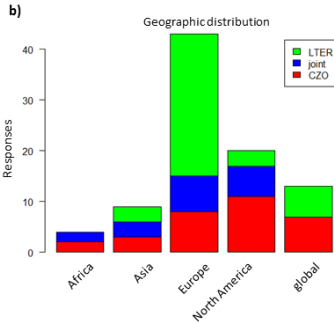 b)
Geographic distribution
LTER
joint
CZO
Responses
40
30
20
10
0
Africa
Asia
Europe
North America
global